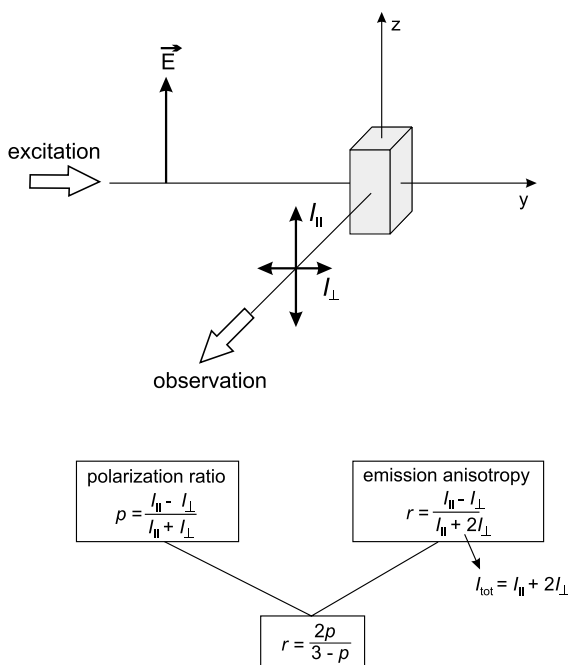 z
E
excitation
y
I∥
I⊥
observation
polarization ratio
p = (I∥ - I⊥) / (I∥ + I⊥)
emission anisotropy
r = (I∥ - I⊥) / (I∥ + 2I⊥)
Itot = I∥ + 2I⊥
r = 2p / (3 - p)